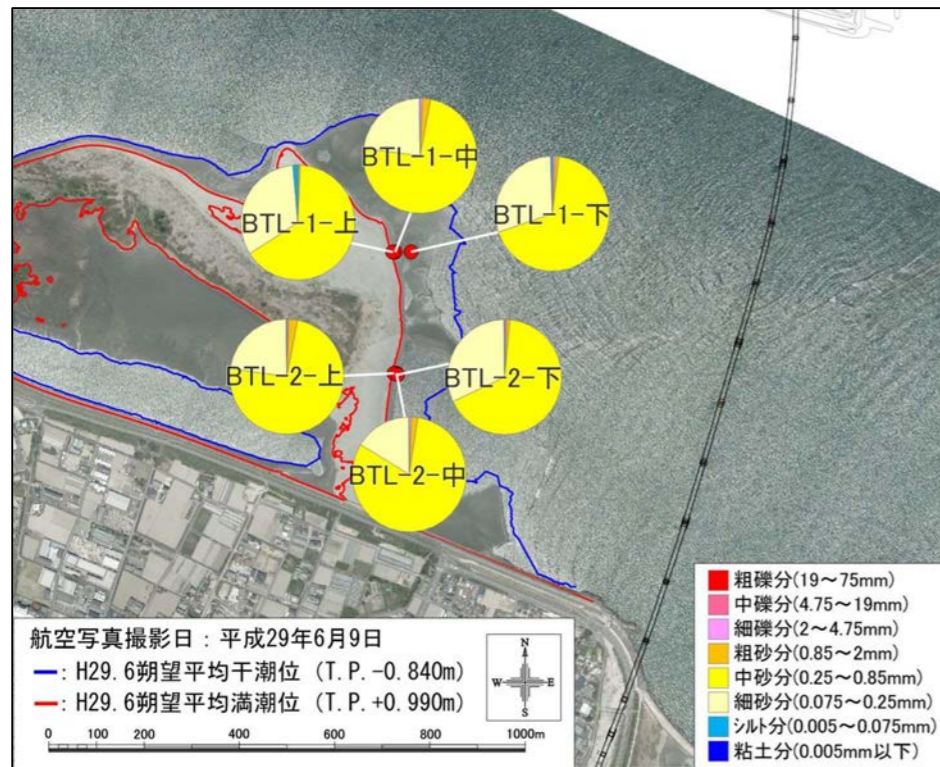 BTL-1-中
BTL-1-上
BTL-1-下
BTL-2-上
BTL-2-下
BTL-2-中
航空写真撮影日：平成29年6月9日
: H29.6朔望平均干潮位 (T.P.-0.840m)
: H29.6朔望平均満潮位 (T.P.+0.990m)
N
W E
S
0 100 200 400 600 800 1000m
粗礫分(19～75mm)
中礫分(4.75～19mm)
細礫分(2～4.75mm)
粗砂分(0.85～2mm)
中砂分(0.25～0.85mm)
細砂分(0.075～0.25mm)
シルト分(0.005～0.075mm)
粘土分(0.005mm以下)